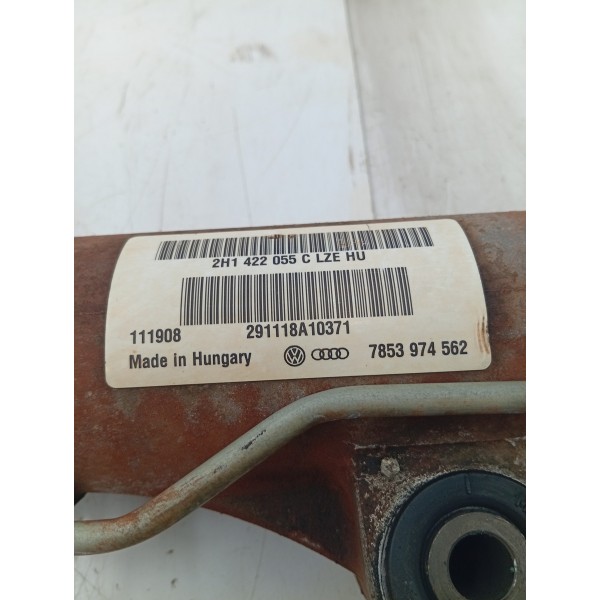 2H1 422 055 C LZE HU
291118A10371
111908
Made in Hungary 7853 974 562